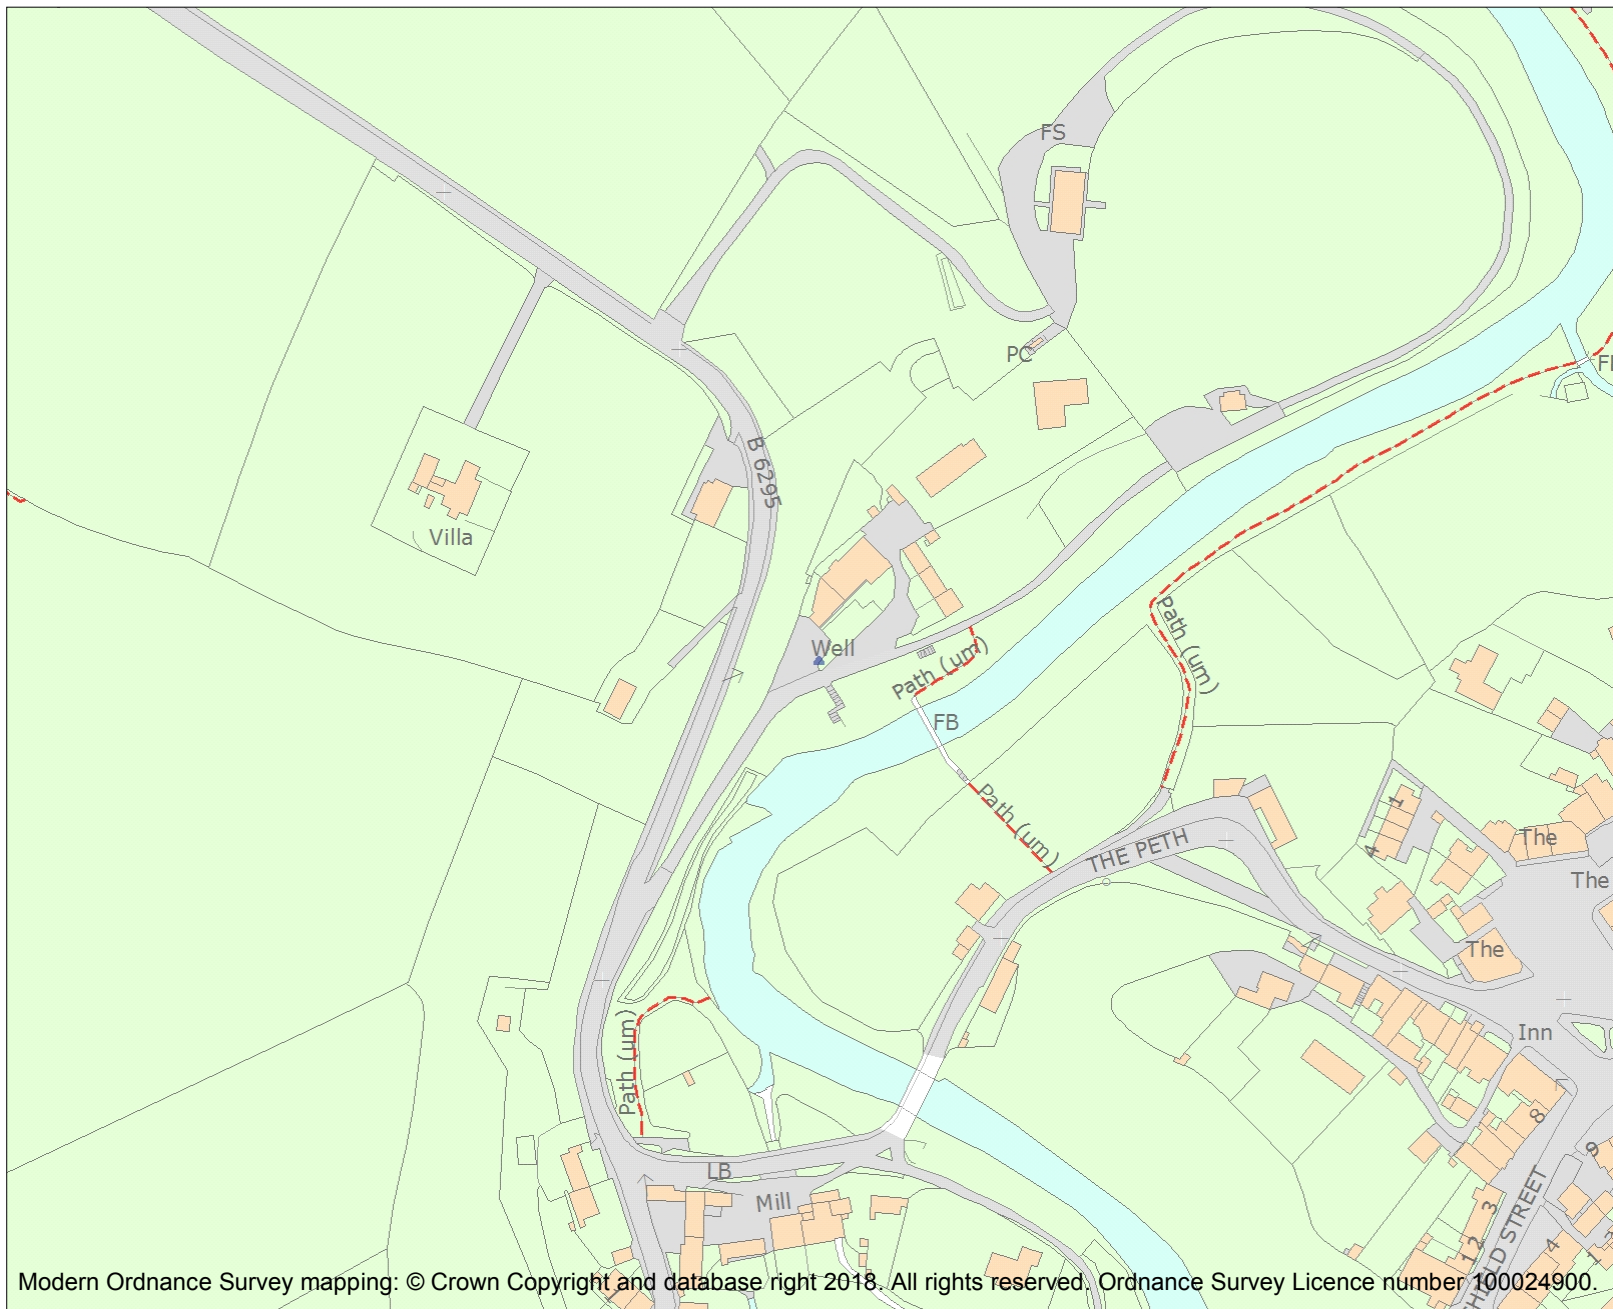 FS
PC
B 6295
Villa
Well
Path (um)
FB
Path (um)
Path (um)
1
4
THE PETH
The
The
The
Inn
Path (um)
LB
Mill
8
9
3
1 2
4
1
Modern Ordnance Survey mapping: © Crown Copyright and database right 2018. All rights reserved. Ordnance Survey Licence number 100024900.